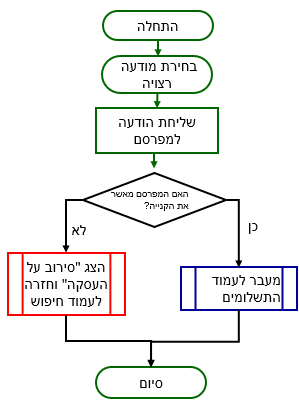 התחלה
בחירת מודעה
רצויה
שליחת הודעה
למפרסם
האם המפרסם מאשר
את הקנייה?
לא
כן
הצג "סירוב על
העסקה" וחזרה
לעמוד חיפוש
מעבר לעמוד
התשלומים
סיום